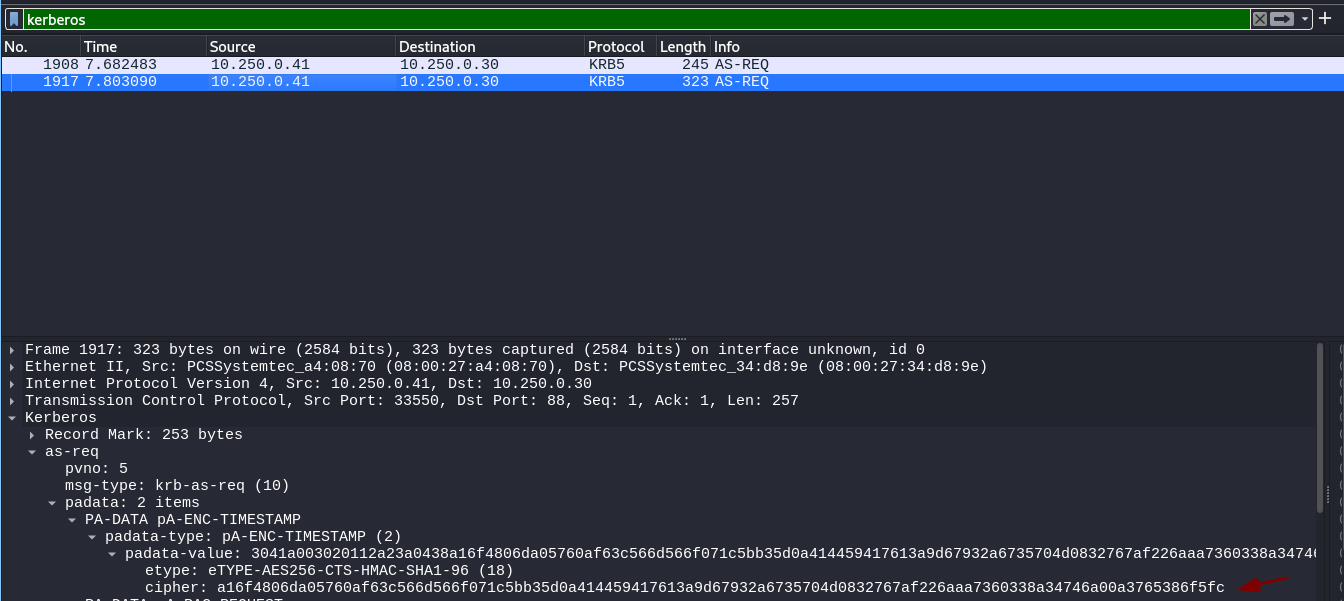 kerberos
No. Time Source Destination Protocol Length Info
1908 7.682483 10.250.0.41 10.250.0.30 KRB5 245 AS-REQ
1917 7.803090 10.250.0.41 10.250.0.30 KRB5 323 AS-REQ
Frame 1917: 323 bytes on wire (2584 bits), 323 bytes captured (2584 bits) on interface unknown, id 0
Ethernet II, Src: PCSSystemtec_a4:08:70 (08:00:27:a4:08:70), Dst: PCSSystemtec_34:d8:9e (08:00:27:34:d8:9e)
Internet Protocol Version 4, Src: 10.250.0.41, Dst: 10.250.0.30
Transmission Control Protocol, Src Port: 33550, Dst Port: 88, Seq: 1, Ack: 1, Len: 257
Kerberos
Record Mark: 253 bytes
as-req
pvno: 5
msg-type: krb-as-req (10)
padata: 2 items
PA-DATA pA-ENC-TIMESTAMP
padata-type: pA-ENC-TIMESTAMP (2)
padata-value: 3041a003020112a23a0438a16f4806da05760af63c566d566f071c5bb35d0a414459417613a9d67932a6735704d0832767af226aaa7360338a34746
etype: eTYPE-AES256-CTS-HMAC-SHA1-96 (18)
cipher: a16f4806da05760af63c566d566f071c5bb35d0a414459417613a9d67932a6735704d0832767af226aaa7360338a34746a00a3765386f5fc